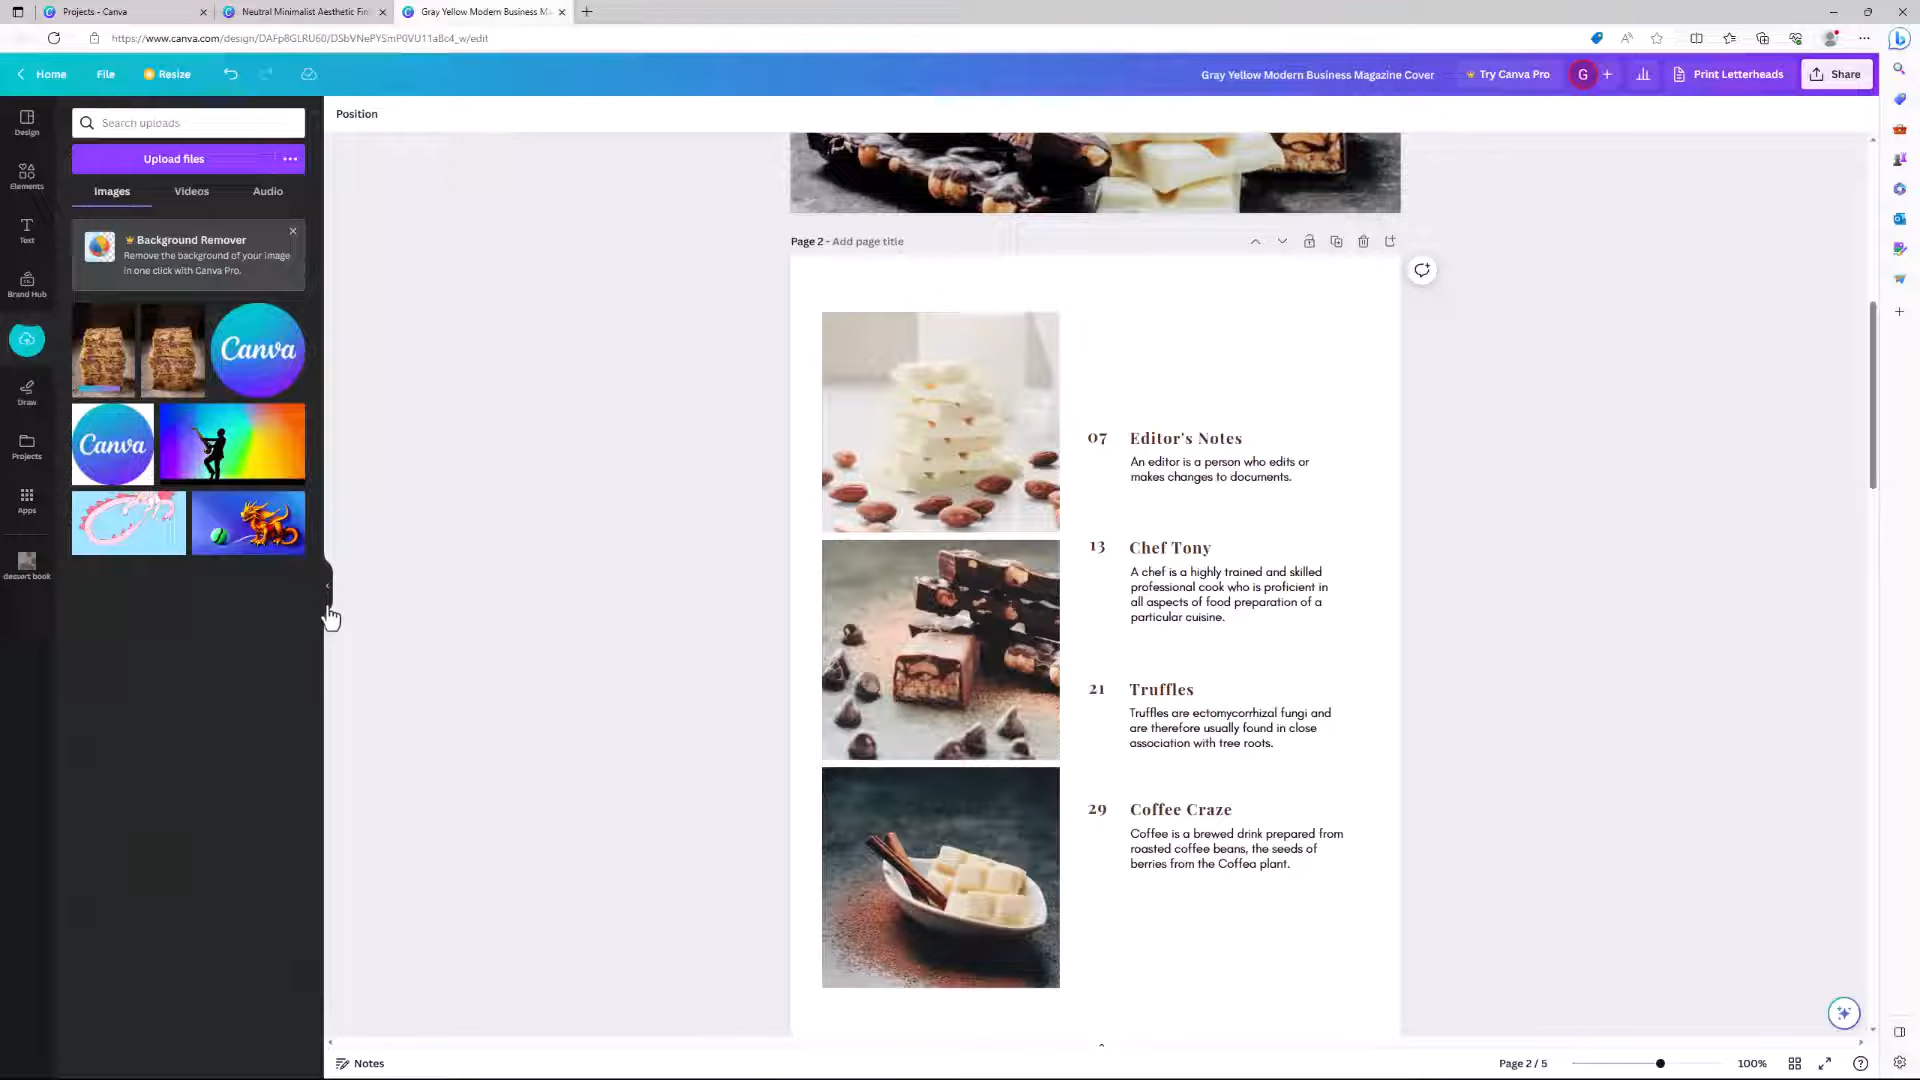 Projects - Canva
Neutral Minimalist Aesthetic Fin
Gray Yellow Modern Business M
https://www.canva.com/design/DAFp8GLRU60/DSbVNePYSmP0VU11aBc4_w/edit
Home
File
Resize
Gray Yellow Modern Business Magazine Cover
Try Canva Pro
G
Print Letterheads
Share
Position
Design
Elements
Text
Brand Hub
Draw
Projects
Apps
dessert book
Search uploads
Upload files
Images
Videos
Audio
Background Remover
Remove the background of your image
in one click with Canva Pro.
Canva
Canva
Page 2 - Add page title
07 Editor's Notes
An editor is a person who edits or
makes changes to documents.
13 Chef Tony
A chef is a highly trained and skilled
professional cook who is proficient in
all aspects of food preparation of a
particular cuisine.
21 Truffles
Truffles are ectomycorrhizal fungi and
are therefore usually found in close
association with tree roots.
29 Coffee Craze
Coffee is a brewed drink prepared from
roasted coffee beans, the seeds of
berries from the Coffea plant.
Notes
Page 2 / 5
100%